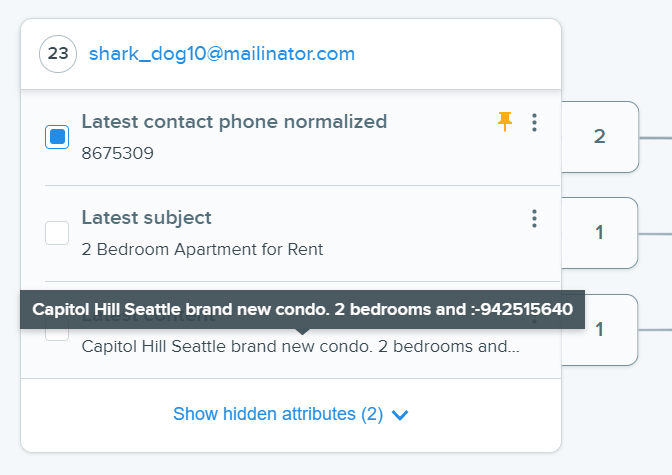 23 shark_dog10@mailinator.com
Latest contact phone normalized
8675309
2
Latest subject
2 Bedroom Apartment for Rent
1
Capitol Hill Seattle brand new condo. 2 bedrooms and :-942515640
Latest content
Capitol Hill Seattle brand new condo. 2 bedrooms and...
1
Show hidden attributes (2)